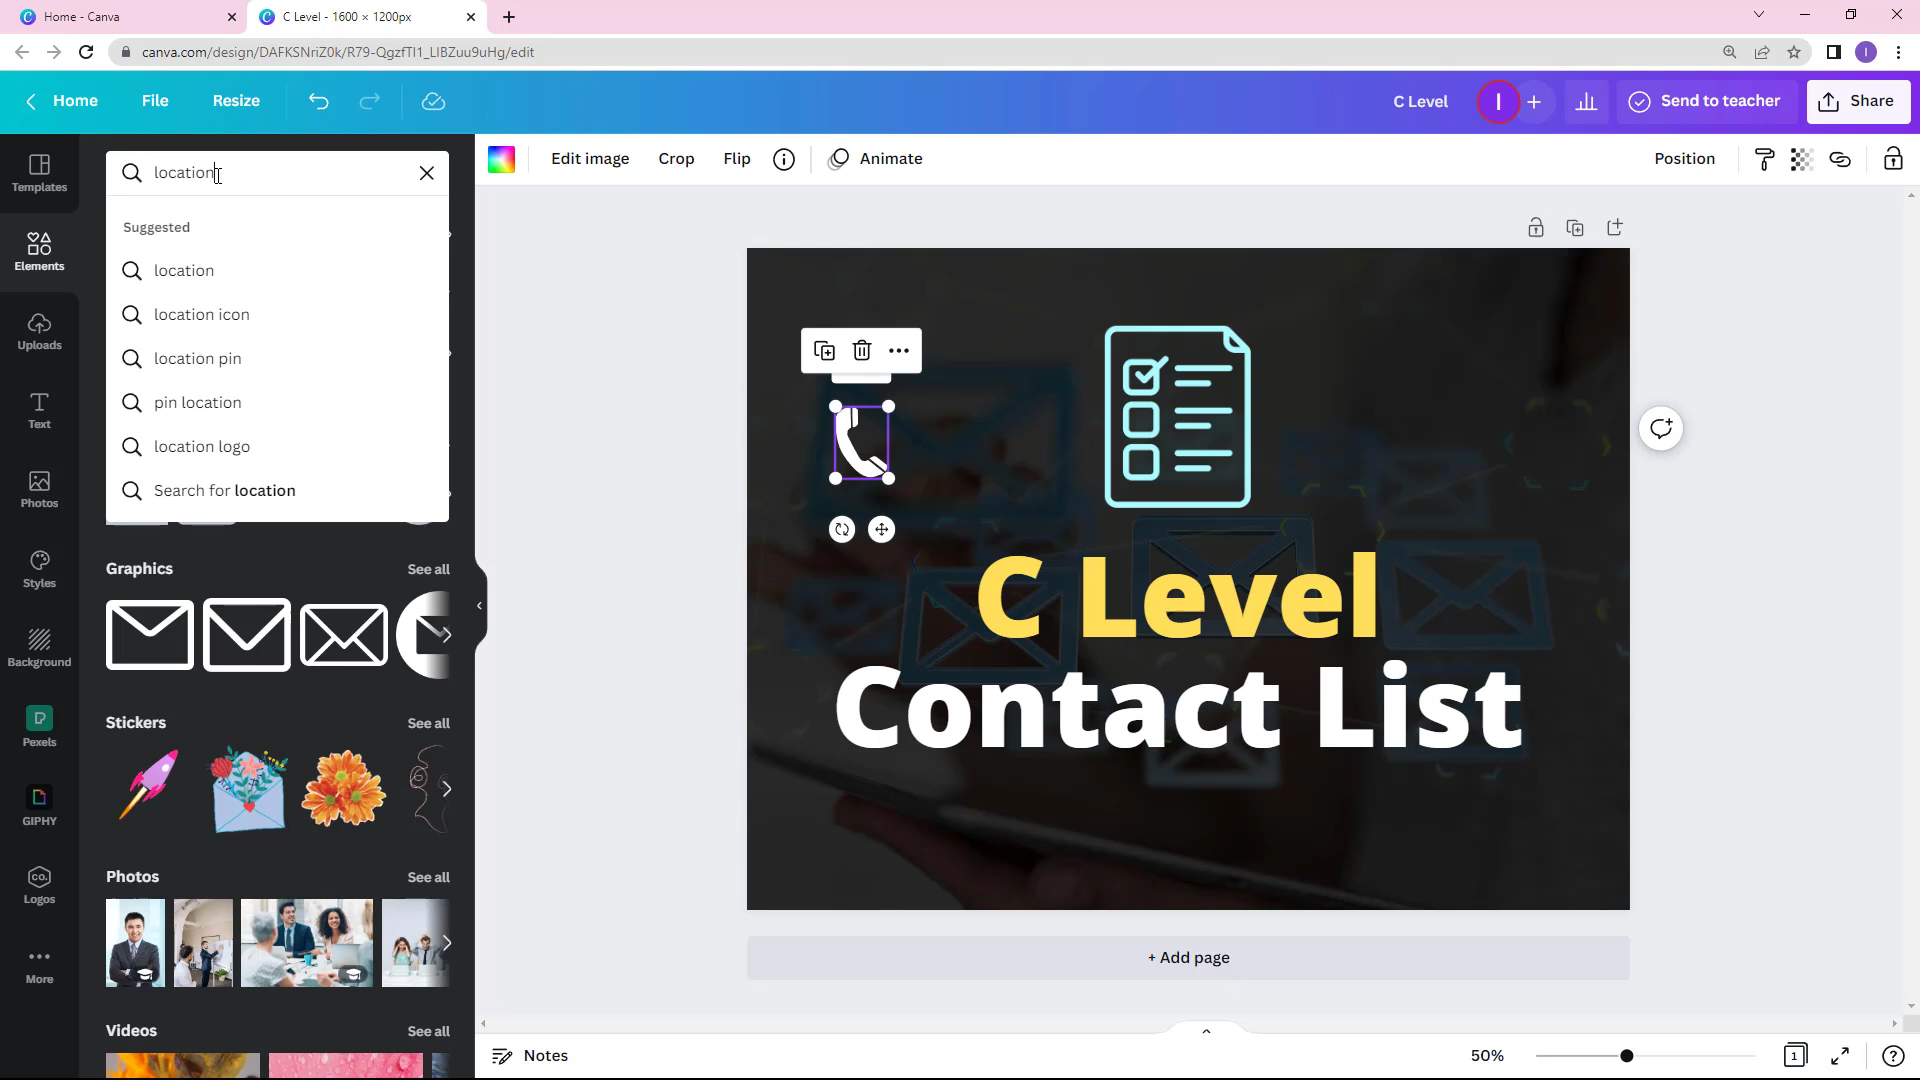 Home - Canva
C Level - 1600 × 1200px
canva.com/design/DAFKSNriZ0k/R79-QgzfTI1_LIBZuu9uHg/edit
I
Home
File
Resize
C Level
I
Send to teacher
Share
Templates
Elements
Uploads
Text
Photos
Styles
Background
Pexels
GIPHY
Logos
More
location
Suggested
location
location icon
location pin
pin location
location logo
Search for location
Graphics
See all
Stickers
See all
Photos
See all
Videos
See all
Edit image
Crop
Flip
Animate
Position
C Level
Contact List
+ Add page
Notes
50%
1